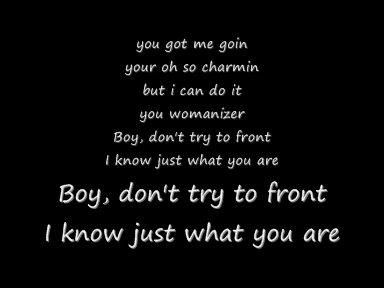 you got me goin
your oh so charmin
but i can do it
you womanizer
Boy, don't try to front
I know just what you are
Boy, don't try to front
I know just what you are